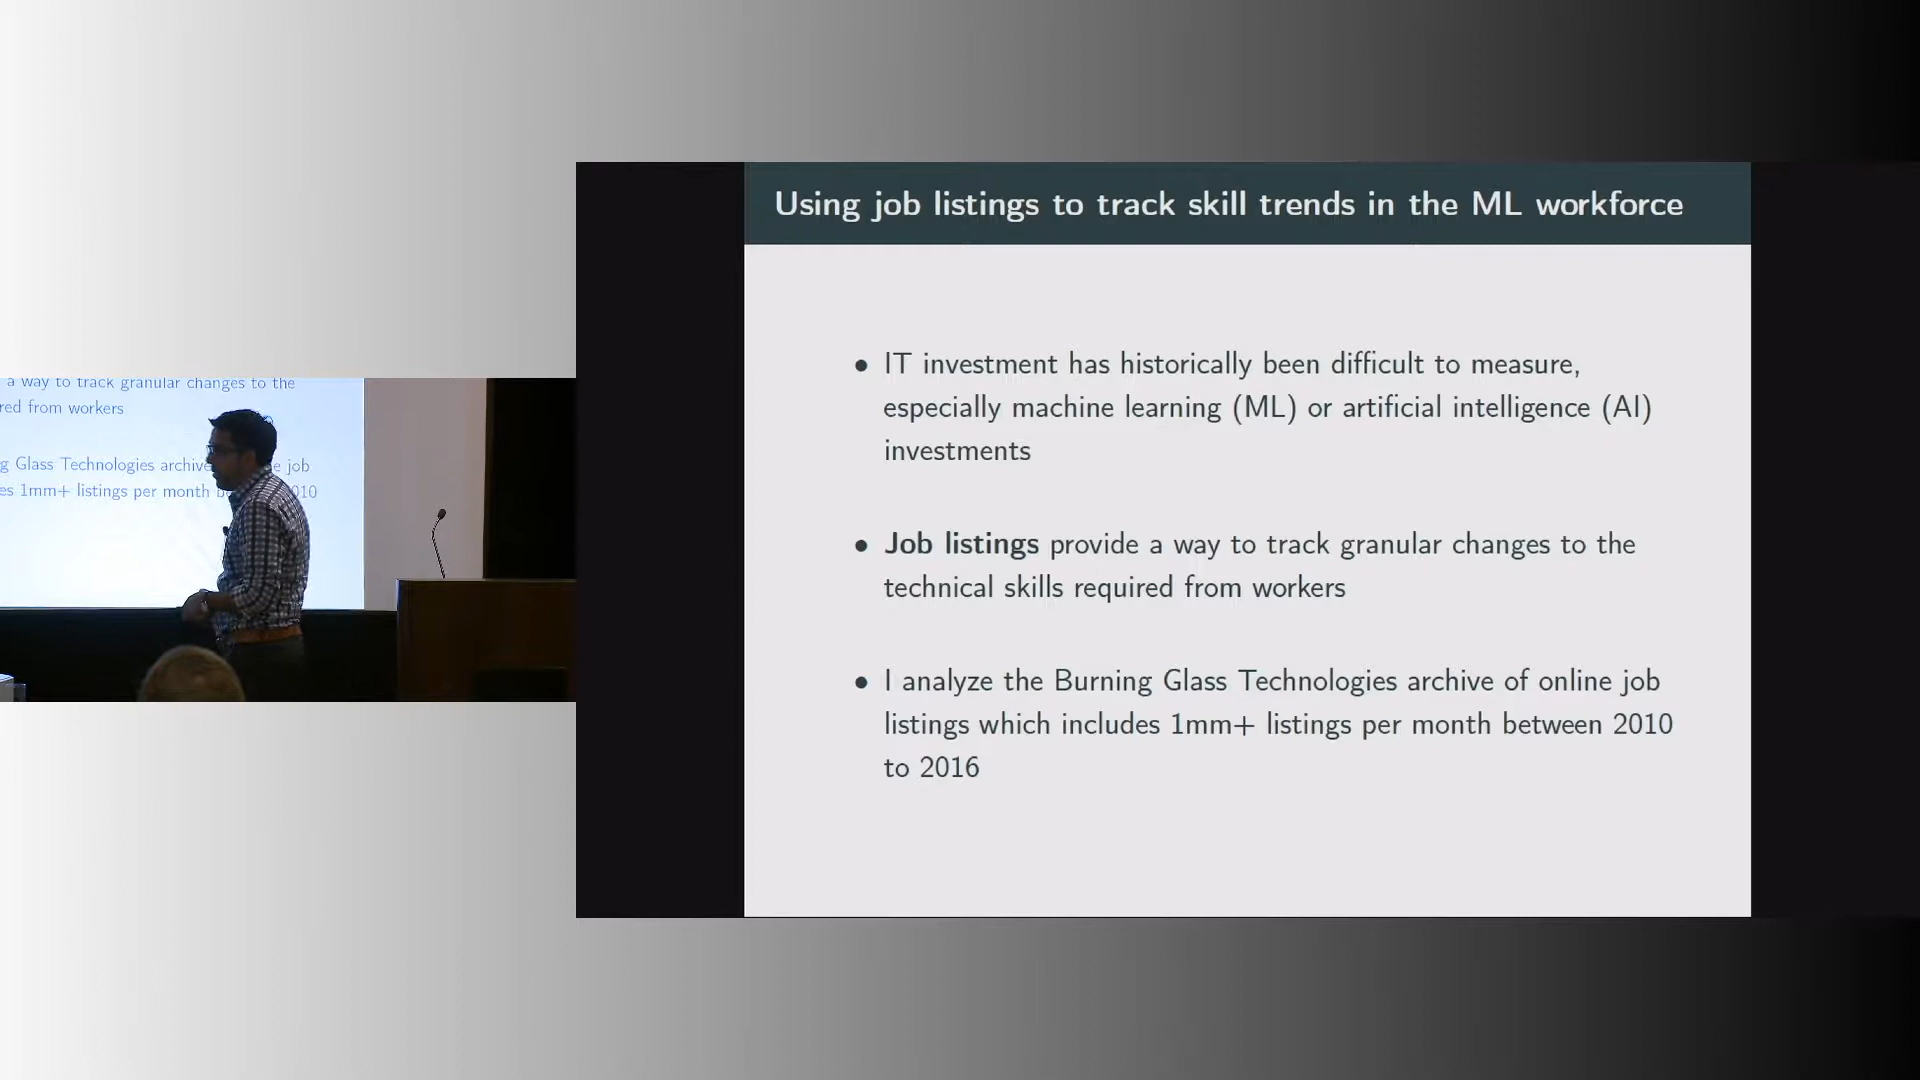 a way to track granular changes to the
red from workers
g Glass Technologies archive job
es 1mm+ listings per month 010
Using job listings to track skill trends in the ML workforce
• IT investment has historically been difficult to measure,
especially machine learning (ML) or artificial intelligence (AI)
investments
• Job listings provide a way to track granular changes to the
technical skills required from workers
• I analyze the Burning Glass Technologies archive of online job
listings which includes 1mm+ listings per month between 2010
to 2016